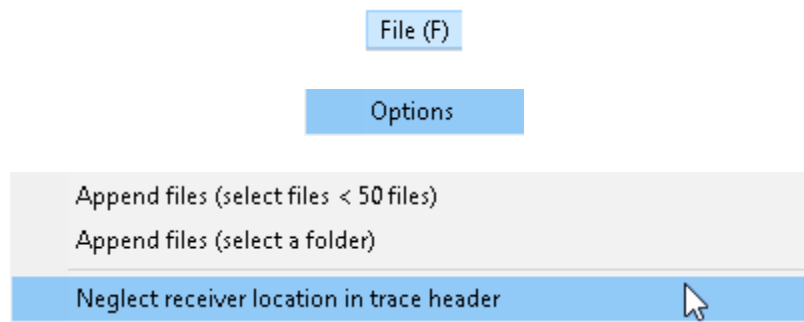 File (F)
Options
Append files (select files < 50 files)
Append files (select a folder)
Neglect receiver location in trace header